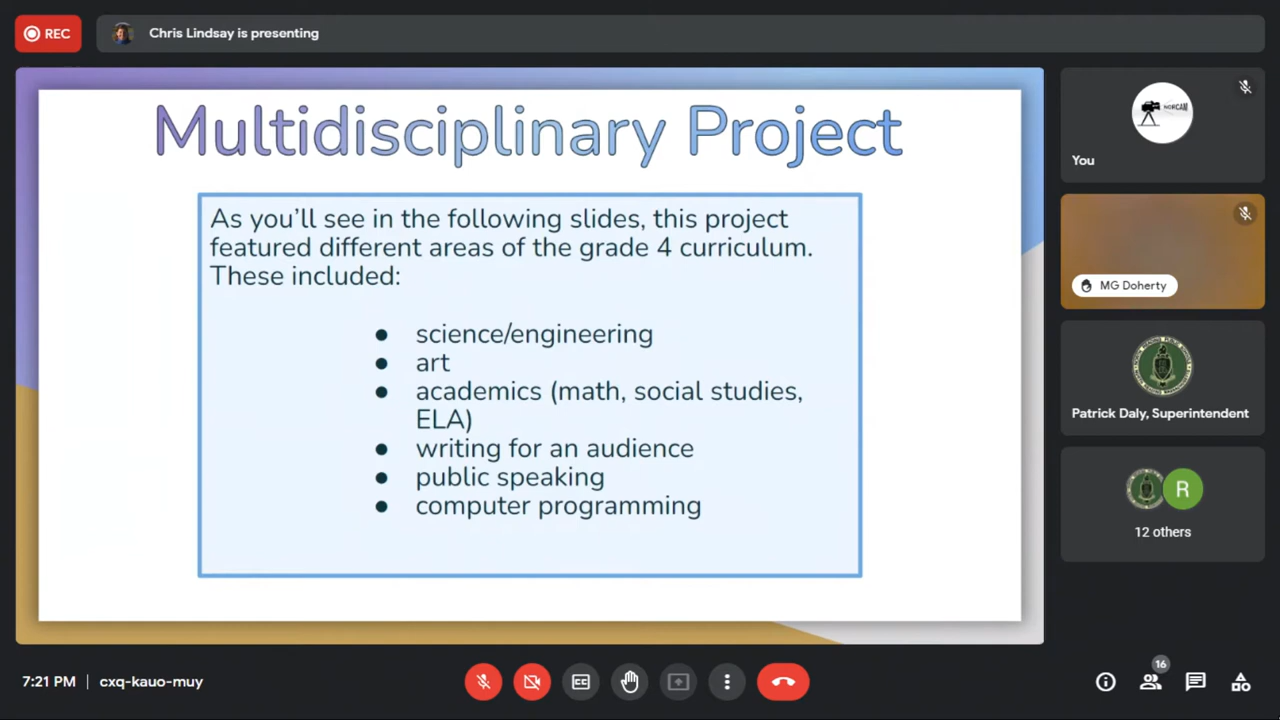 REC
Chris Lindsay is presenting
Multidisciplinary Project
As you'll see in the following slides, this project
featured different areas of the grade 4 curriculum.
These included:
● science/engineering
● art
● academics (math, social studies,
ELA)
● writing for an audience
● public speaking
● computer programming
NORCAM
You
MG Doherty
Patrick Daly, Superintendent
R
12 others
7:21 PM | cxq-kauo-muy
CC
16